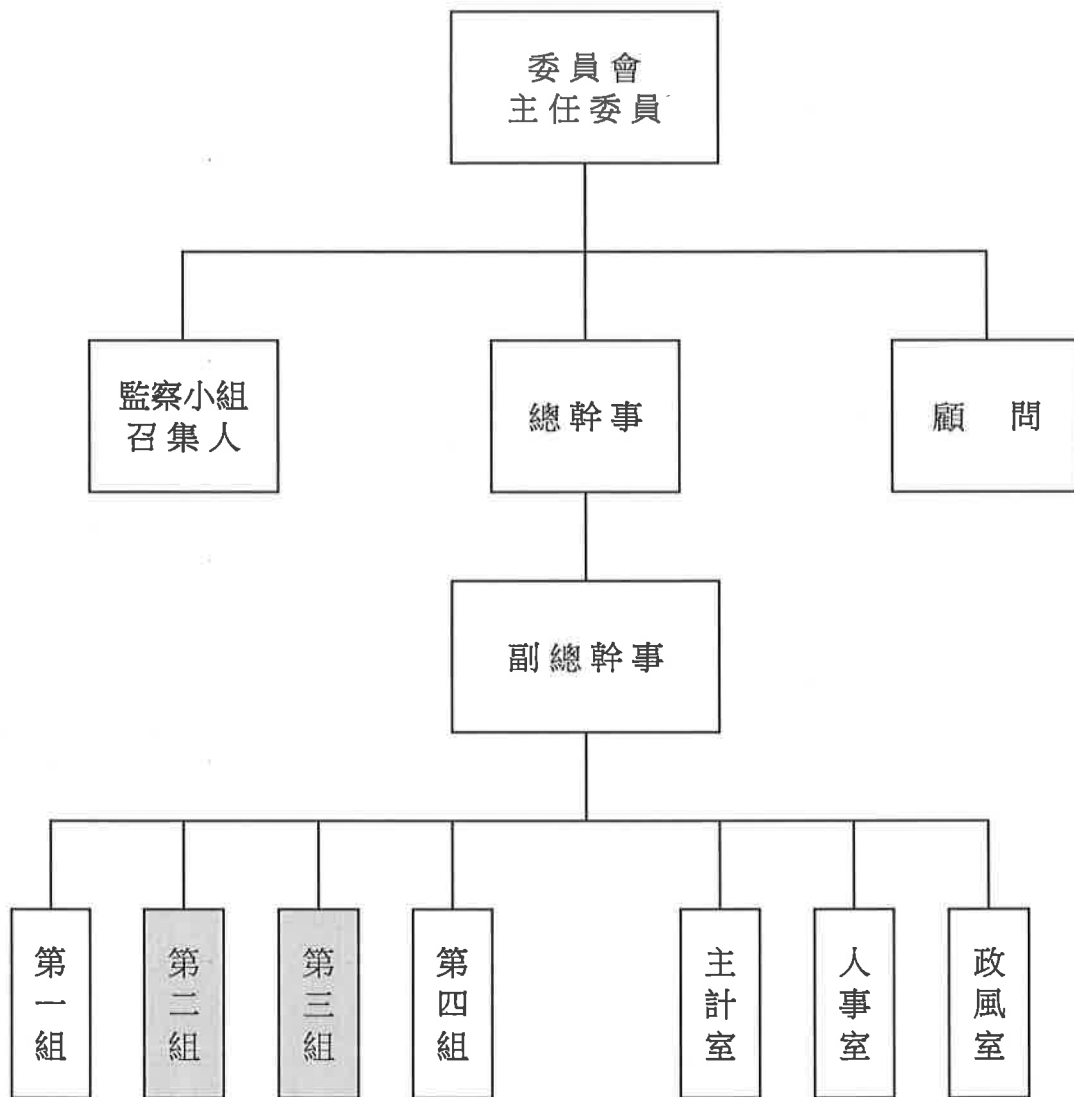 委員會
主任委員
監察小組
召集人
總幹事
顧問
副總幹事
第一組
第二組
第三組
第四組
主計室
人事室
政風室